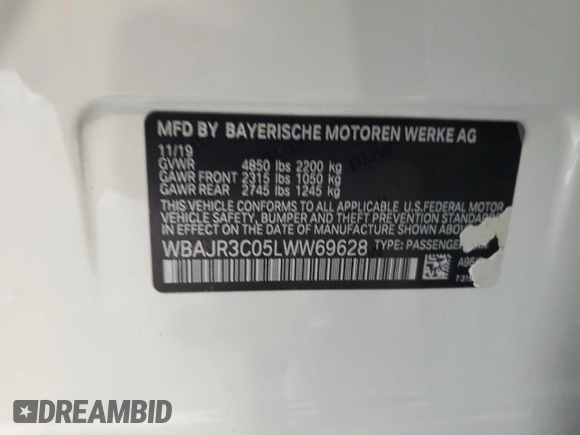 MFD BY BAYERISCHE MOTOREN WERKE AG
11/19
GVWR 4850 lbs 2200 kg
GAWR FRONT 2315 lbs 1050 kg
GAWR REAR 2745 lbs 1245 kg
THIS VEHICLE CONFORMS TO ALL APPLICABLE U.S.FEDERAL MOTOR
VEHICLE SAFETY, BUMPER AND THEFT PREVENTION STANDARDS
IN EFFECT ON THE DATE OF MANUFACTURE SHOWN ABOVE.
WBAJR3C05LWW69628 TYPE: PASSENGER
DREAMBID